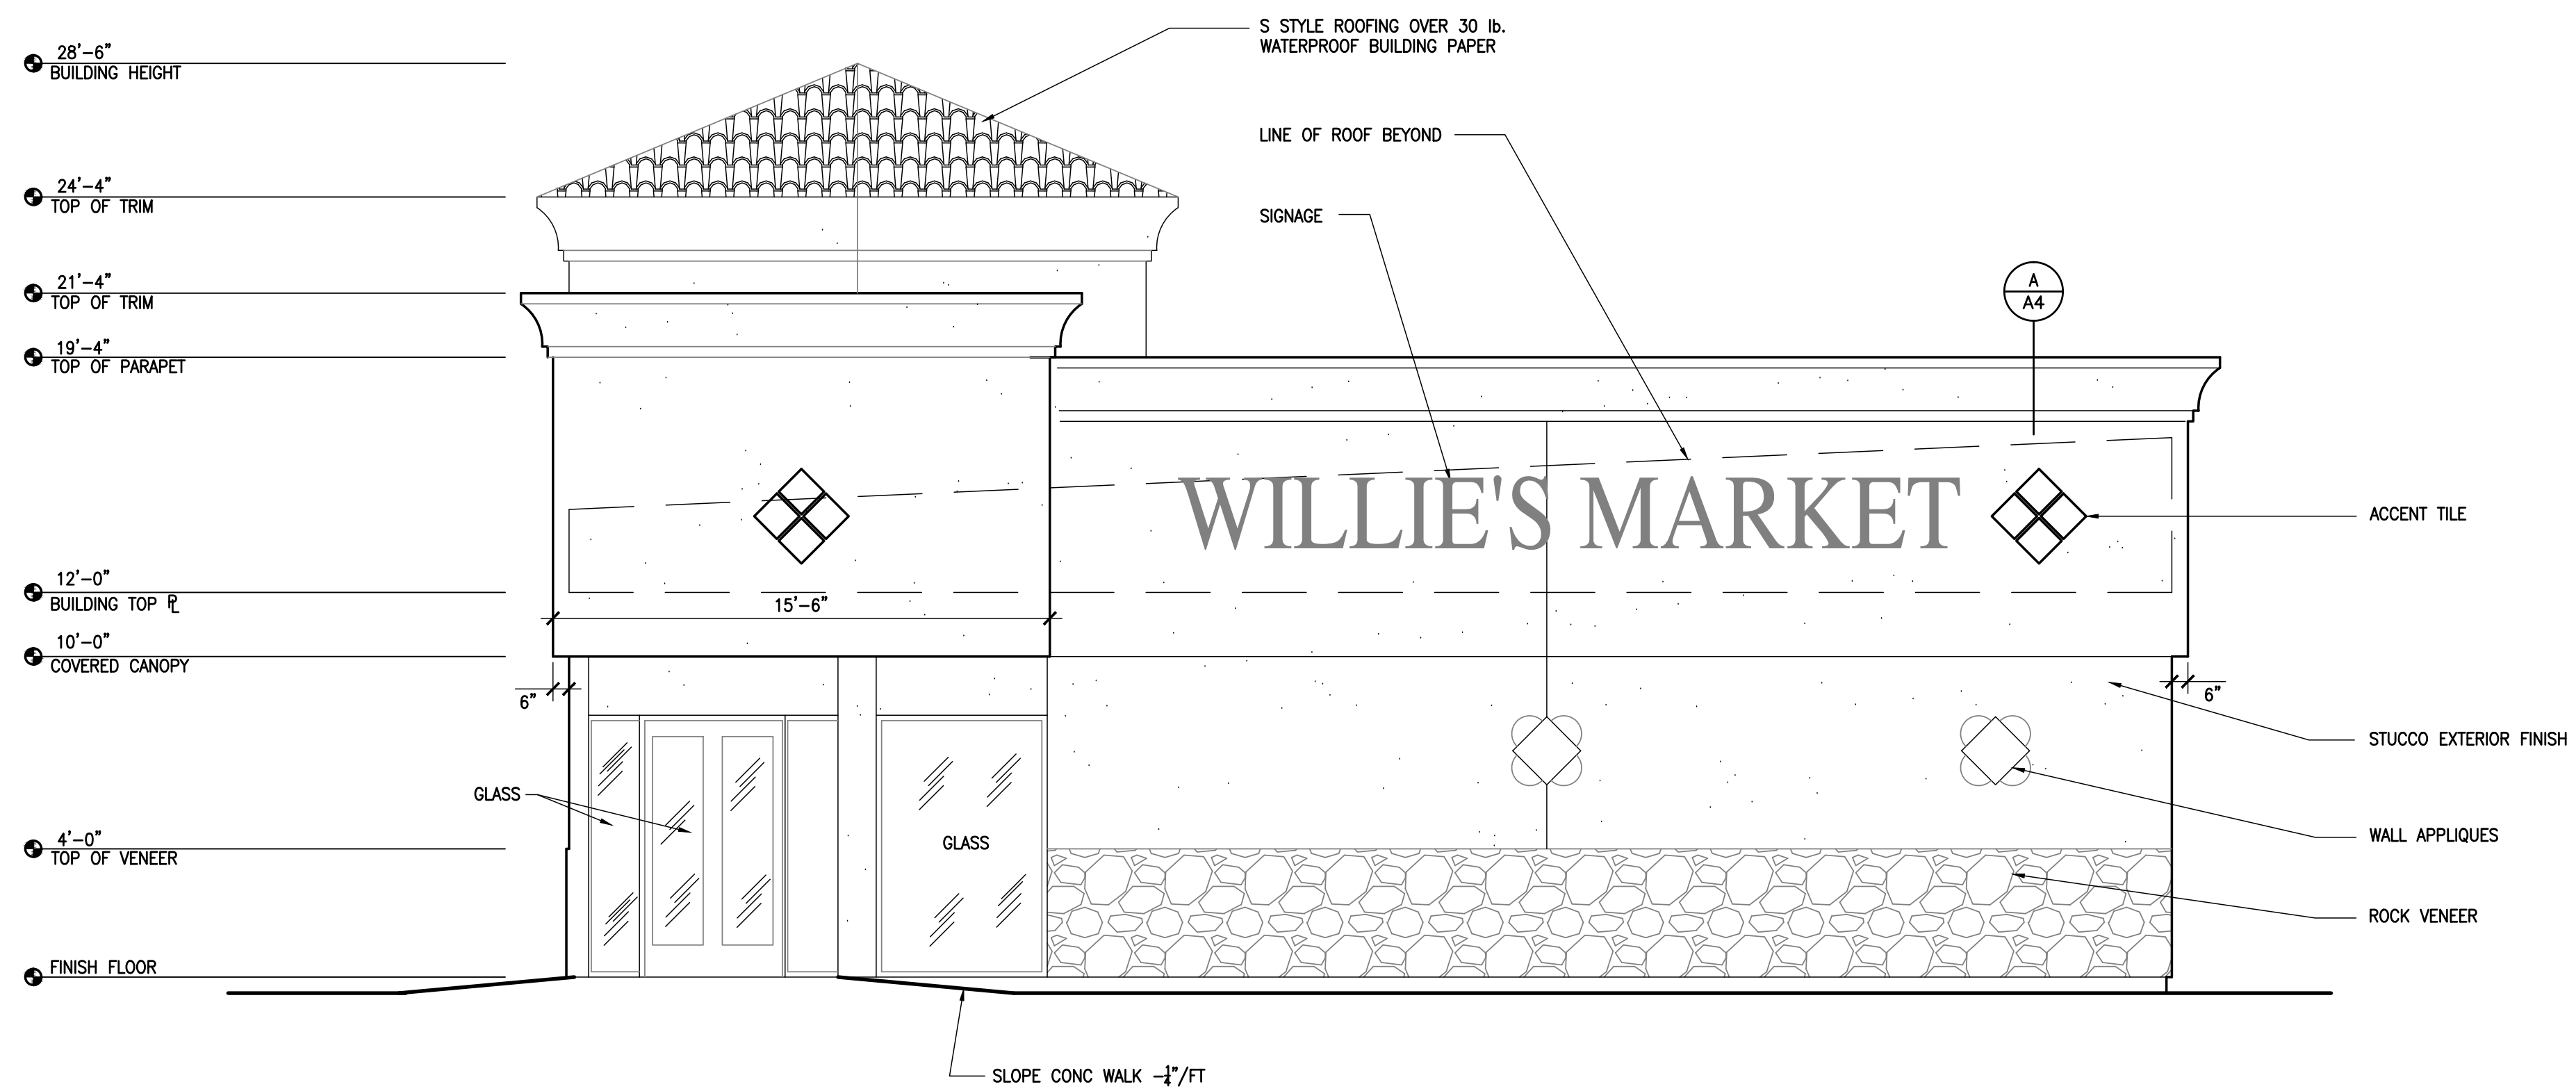 28'-6"
BUILDING HEIGHT
24'-4"
TOP OF TRIM
21'-4"
TOP OF TRIM
19'-4"
TOP OF PARAPET
12'-0"
BUILDING TOP ⅊
10'-0"
COVERED CANOPY
4'-0"
TOP OF VENEER
FINISH FLOOR
S STYLE ROOFING OVER 30 lb.
WATERPROOF BUILDING PAPER
LINE OF ROOF BEYOND
SIGNAGE
A
A4
WILLIE'S MARKET
ACCENT TILE
15'-6"
6"
6"
STUCCO EXTERIOR FINISH
GLASS
GLASS
WALL APPLIQUES
ROCK VENEER
SLOPE CONC WALK -¼"/FT